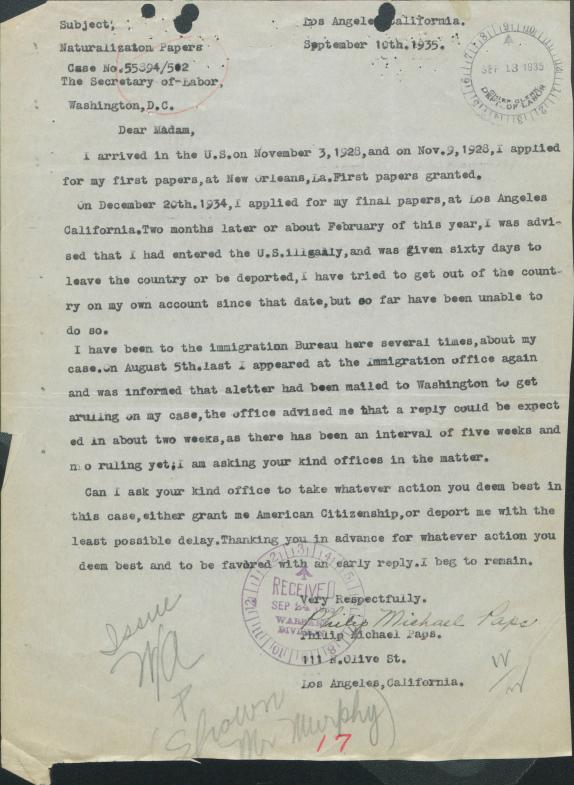 Subject;
Los Angeles California.
Naturalizaton Papers
September 10th.1935.
Case No.55894/502
The Secretary of Labor,
Washington,D.C.
SEP 13 1935
CHIEF CLERK
DEPT. OF LABOR
Dear Madam,
I arrived in the U.S.on November 3,1928,and on Nov.9,1928,I applied
for my first papers,at New Orleans,La.First papers granted.
On December 20th.1934,I applied for my final papers,at Los Angeles
California.Two months later or about February of this year,I was advi-
sed that I had entered the U.S.illgally,and was given sixty days to
leave the country or be deported,I have tried to get out of the count-
ry on my own account since that date,but so far have been unable to
do so.
I have been to the immigration Bureau here several times,about my
case.On August 5th.last I appeared at the Immigration office again
and was informed that aletter had been mailed to Washington to get
aruling on my case,the office advised me that a reply could be expect
ed in about two weeks,as there has been an interval of five weeks and
no ruling yet;I am asking your kind offices in the matter.
Can I ask your kind office to take whatever action you deem best in
this case,either grant me American Citizenship,or deport me with the
least possible delay.Thanking you in advance for whatever action you
deem best and to be favored with an early reply.I beg to remain.
RECEIVED
SEP 24
WARRANT
DIVISION
Very Respectfully.
Philip Michael Paps
Philip Michael Paps.
111 N.Olive St.
Los Angeles,California.
Issue
WA
(Shown
Mr Murphy)
17